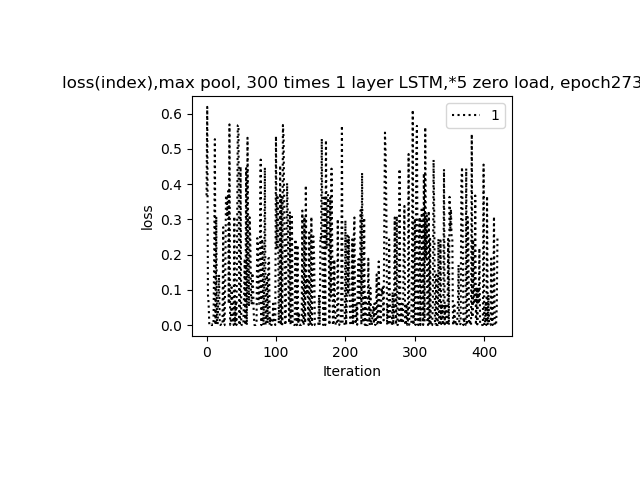 loss(index),max pool, 300 times 1 layer LSTM,*5 zero load, epoch273
1
0.6
0.5
0.4
0.3
0.2
0.1
0.0
loss
0 100 200 300 400
Iteration